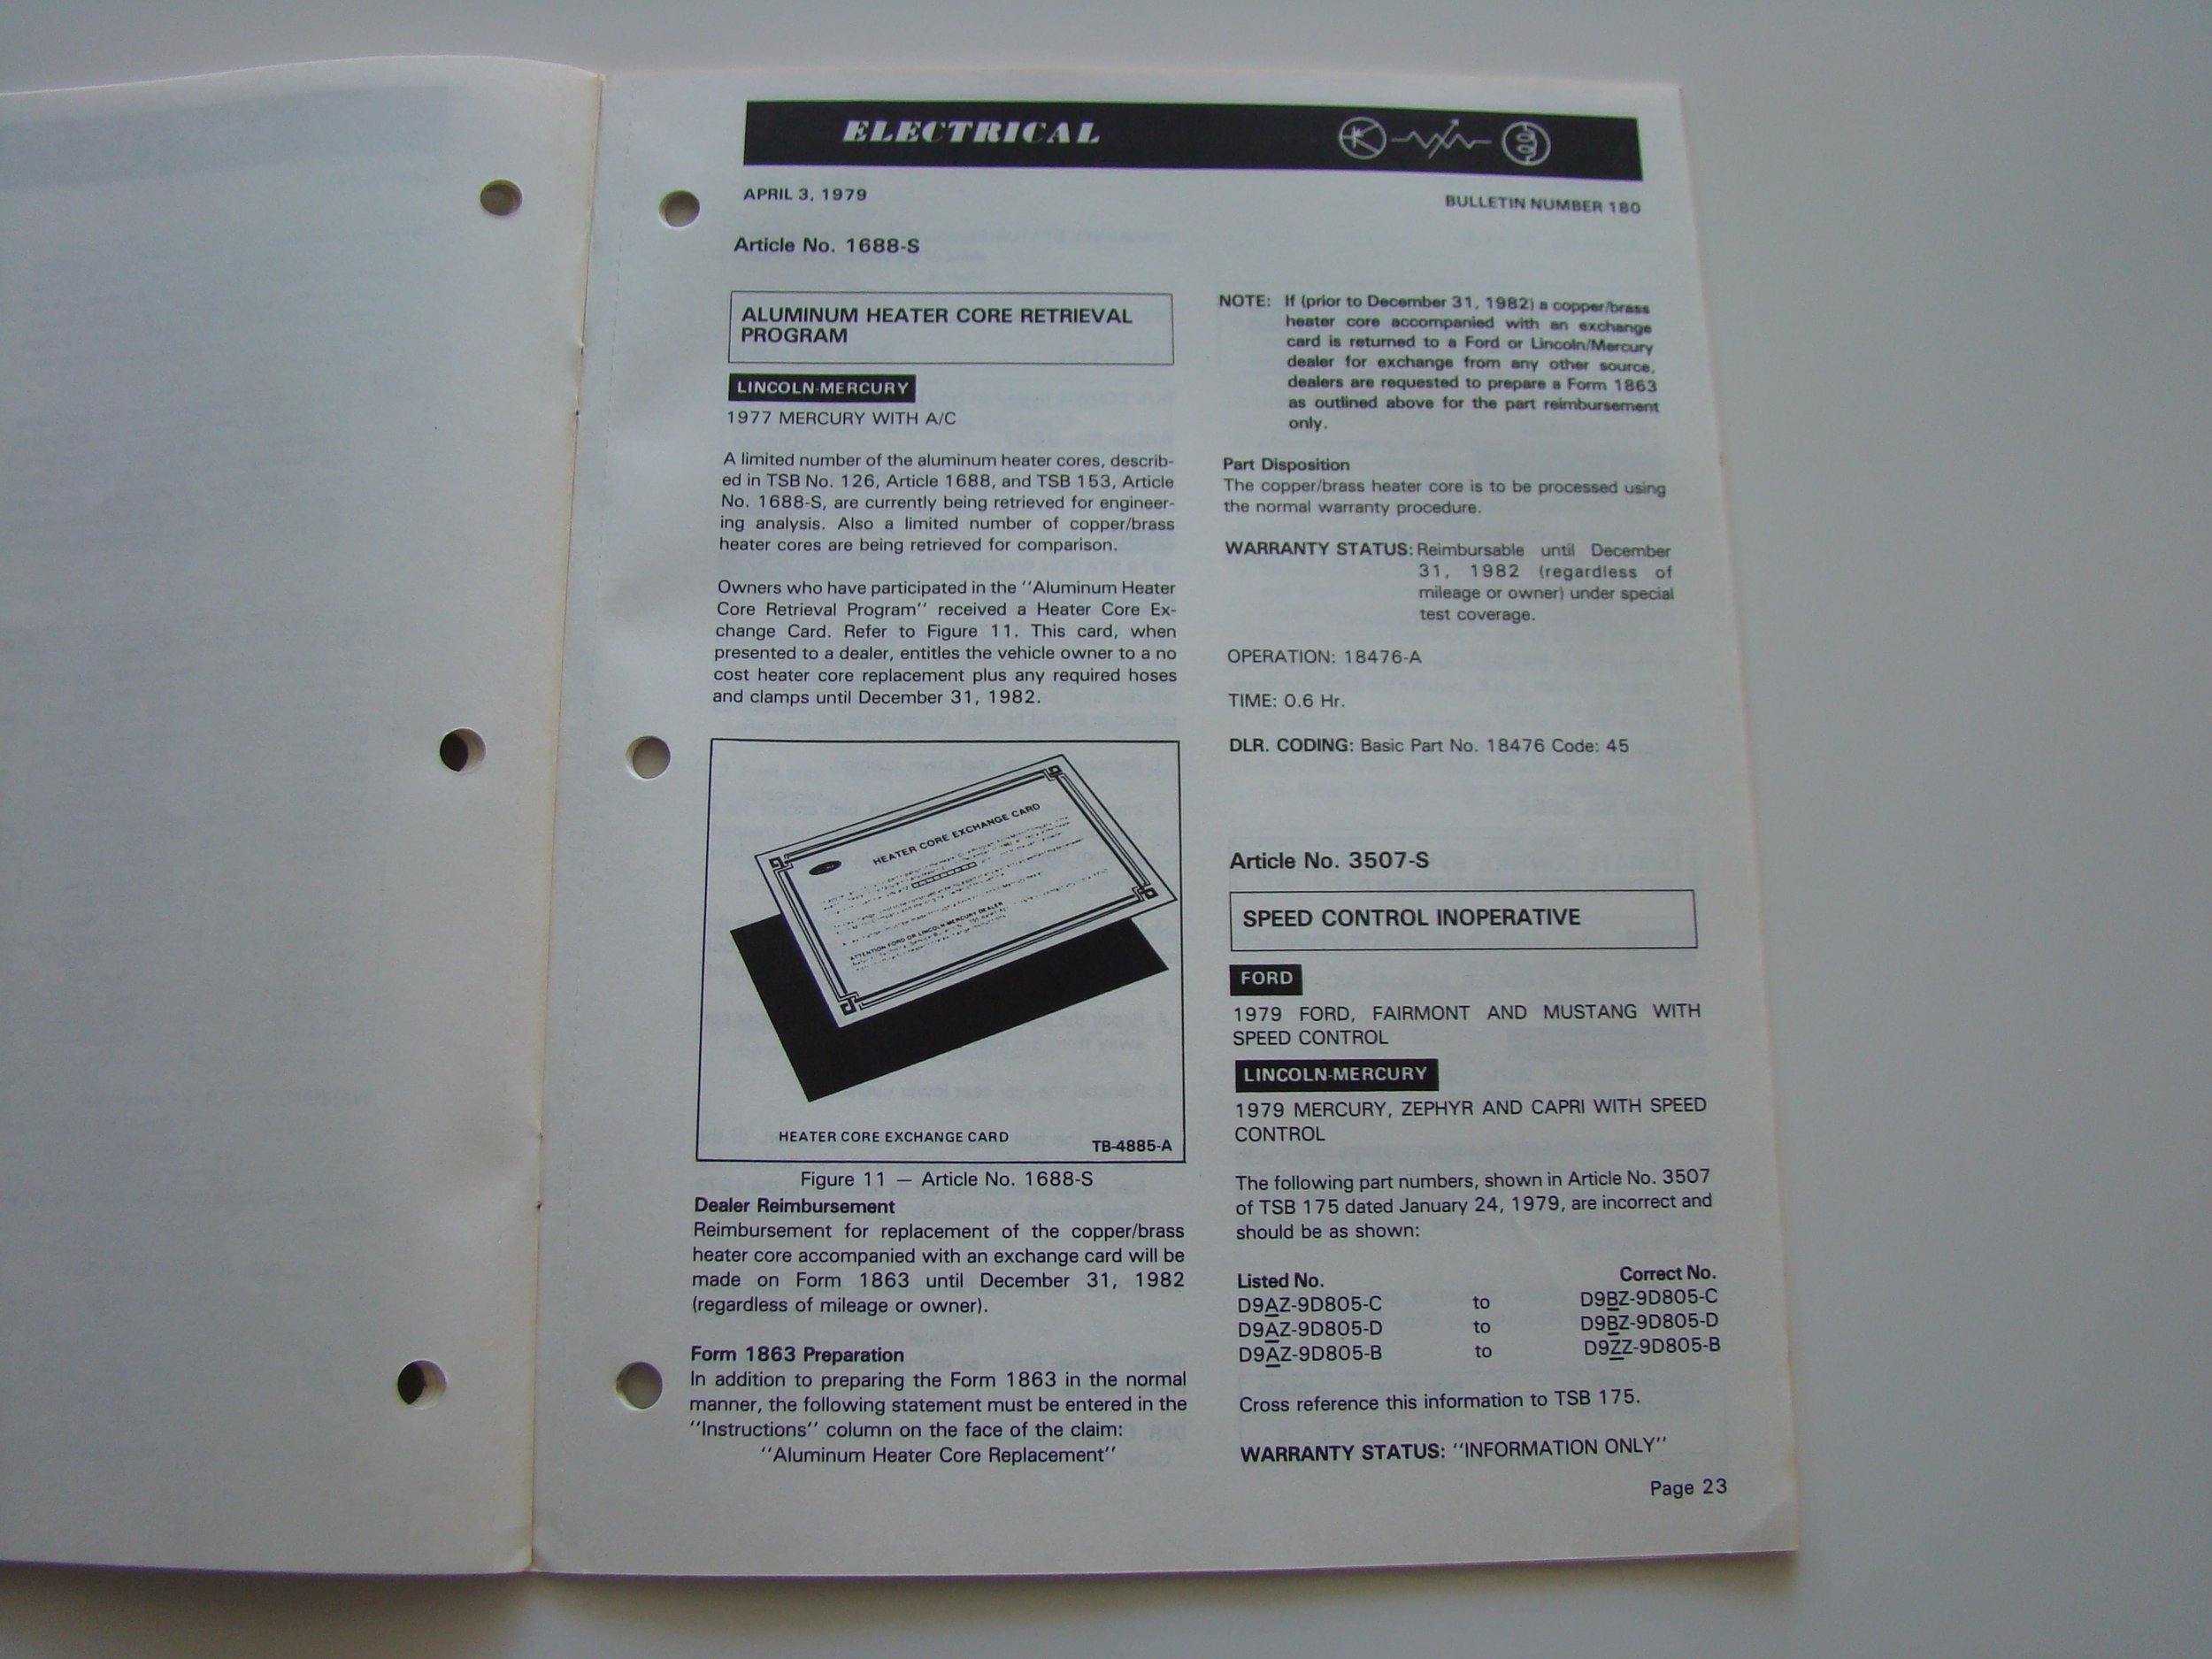 ELECTRICAL
APRIL 3, 1979
BULLETIN NUMBER 180
Article No. 1688-S
ALUMINUM HEATER CORE RETRIEVAL
PROGRAM
LINCOLN-MERCURY
1977 MERCURY WITH A/C
A limited number of the aluminum heater cores, describ-
ed in TSB No. 126, Article 1688, and TSB 153, Article
No. 1688-S, are currently being retrieved for engineer-
ing analysis. Also a limited number of copper/brass
heater cores are being retrieved for comparison.
Owners who have participated in the ''Aluminum Heater
Core Retrieval Program'' received a Heater Core Ex-
change Card. Refer to Figure 11. This card, when
presented to a dealer, entitles the vehicle owner to a no
cost heater core replacement plus any required hoses
and clamps until December 31, 1982.
HEATER CORE EXCHANGE CARD
ATTENTION FORD OR LINCOLN-MERCURY DEALER
HEATER CORE EXCHANGE CARD
TB-4885-A
Figure 11 — Article No. 1688-S
Dealer Reimbursement
Reimbursement for replacement of the copper/brass
heater core accompanied with an exchange card will be
made on Form 1863 until December 31, 1982
(regardless of mileage or owner).
Form 1863 Preparation
In addition to preparing the Form 1863 in the normal
manner, the following statement must be entered in the
''Instructions'' column on the face of the claim:
''Aluminum Heater Core Replacement''
NOTE: If (prior to December 31, 1982) a copper/brass
heater core accompanied with an exchange
card is returned to a Ford or Lincoln/Mercury
dealer for exchange from any other source,
dealers are requested to prepare a Form 1863
as outlined above for the part reimbursement
only.
Part Disposition
The copper/brass heater core is to be processed using
the normal warranty procedure.
WARRANTY STATUS: Reimbursable until December
31, 1982 (regardless of
mileage or owner) under special
test coverage.
OPERATION: 18476-A
TIME: 0.6 Hr.
DLR. CODING: Basic Part No. 18476 Code: 45
Article No. 3507-S
SPEED CONTROL INOPERATIVE
FORD
1979 FORD, FAIRMONT AND MUSTANG WITH
SPEED CONTROL
LINCOLN-MERCURY
1979 MERCURY, ZEPHYR AND CAPRI WITH SPEED
CONTROL
The following part numbers, shown in Article No. 3507
of TSB 175 dated January 24, 1979, are incorrect and
should be as shown:
Listed No. Correct No.
D9AZ-9D805-C to D9BZ-9D805-C
D9AZ-9D805-D to D9BZ-9D805-D
D9AZ-9D805-B to D9ZZ-9D805-B
Cross reference this information to TSB 175.
WARRANTY STATUS: ''INFORMATION ONLY''
Page 23